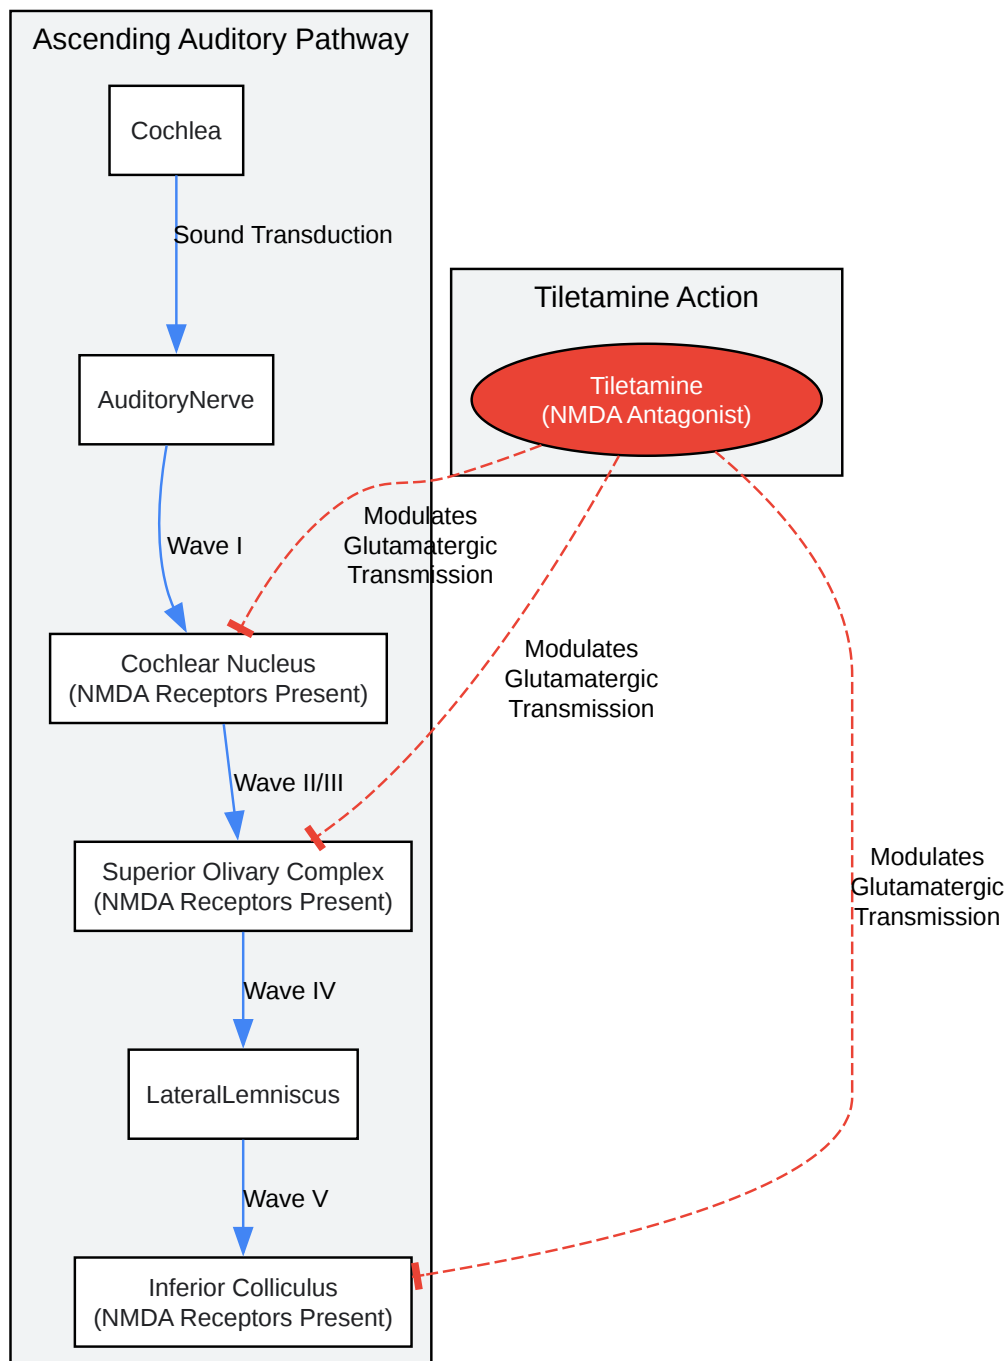 Ascending Auditory Pathway
Cochlea
Sound Transduction
Tiletamine Action
Tiletamine
(NMDA Antagonist)
AuditoryNerve
Wave I
Modulates
Glutamatergic
Transmission
Cochlear Nucleus
(NMDA Receptors Present)
Modulates
Glutamatergic
Transmission
Wave II/III
Superior Olivary Complex
(NMDA Receptors Present)
Modulates
Glutamatergic
Transmission
Wave IV
LateralLemniscus
Wave V
Inferior Colliculus
(NMDA Receptors Present)